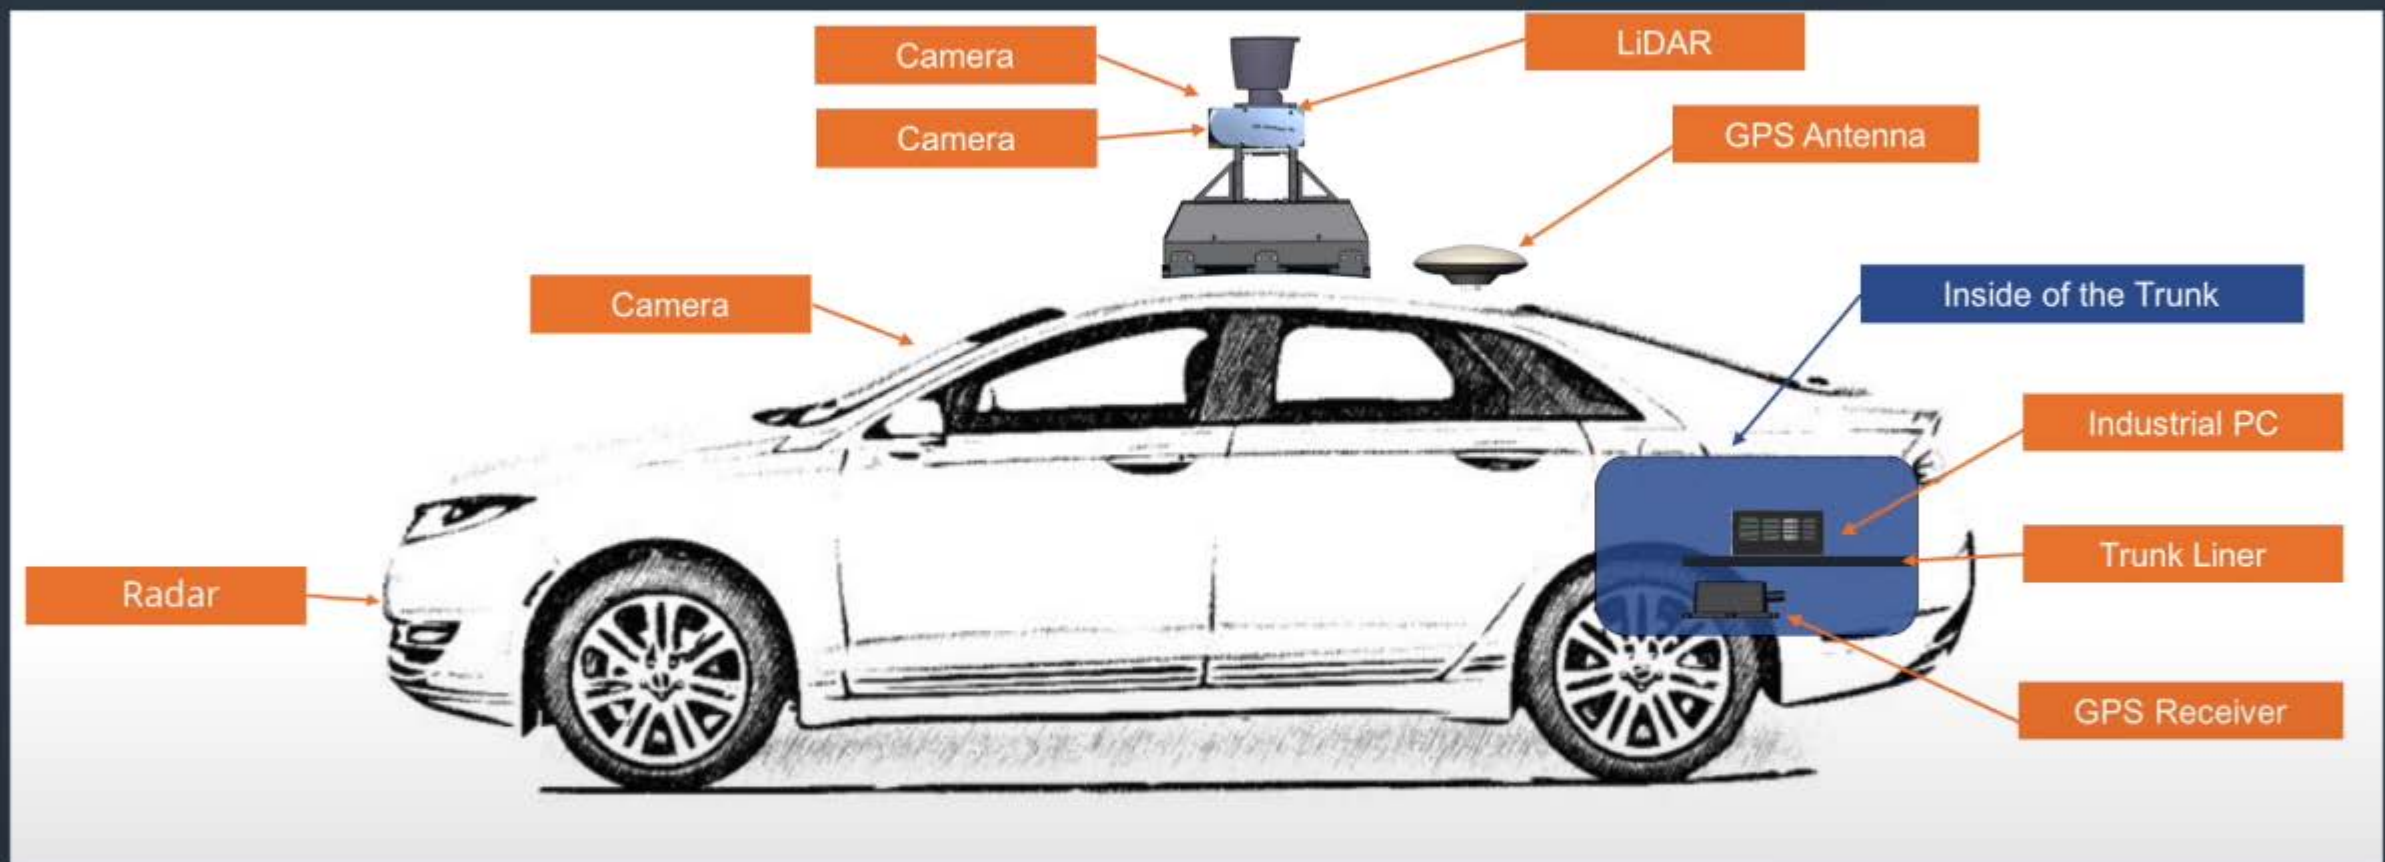 Camera
LiDAR
Camera
GPS Antenna
Camera
Inside of the Trunk
Industrial PC
Trunk Liner
Radar
GPS Receiver